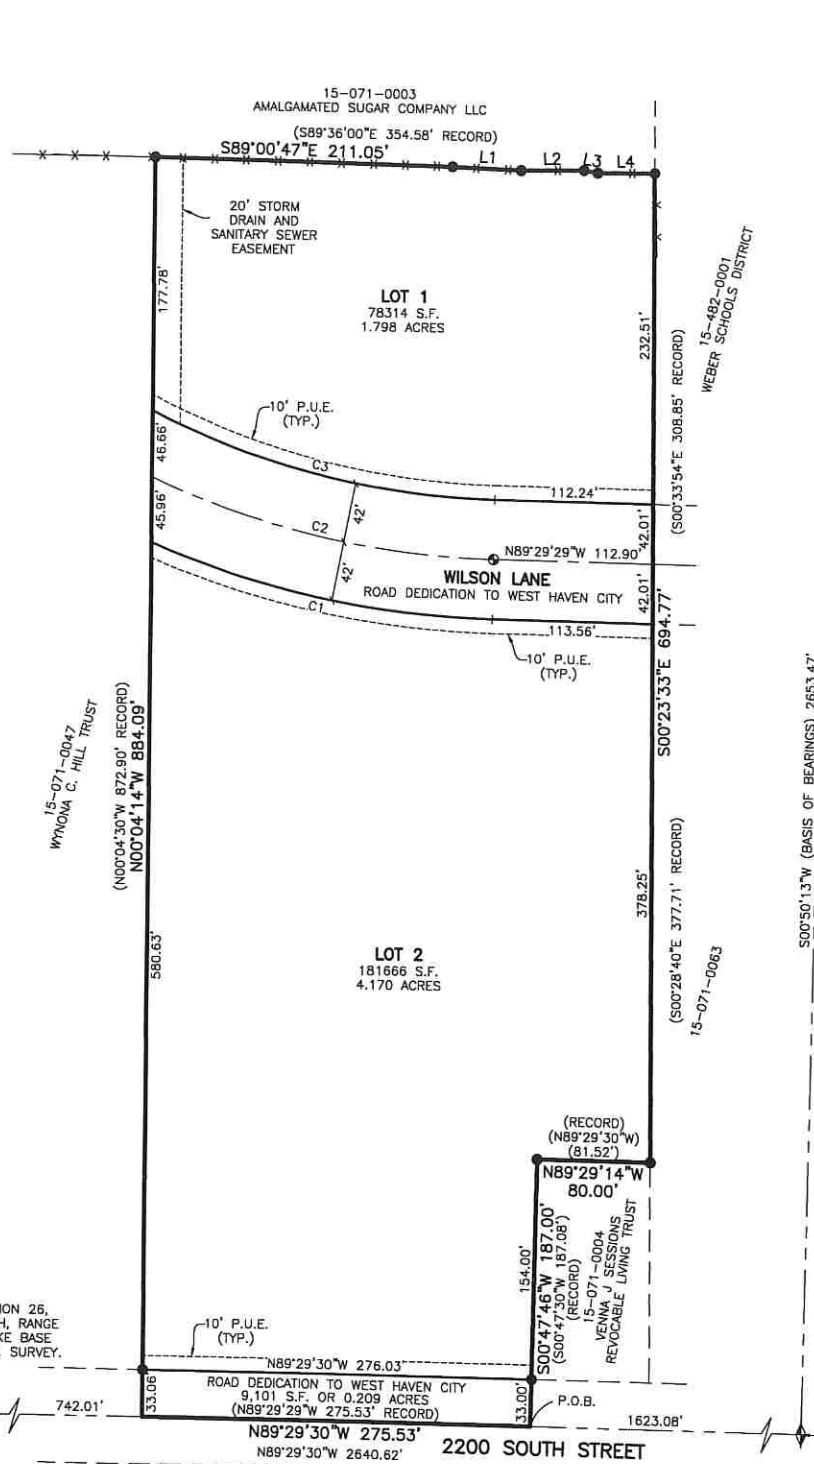 15-071-0003
AMALGAMATED SUGAR COMPANY LLC
(S89°36'00"E 354.58' RECORD)
S89°00'47"E 211.05'
L1
L2
L3
L4
20' STORM
DRAIN AND
SANITARY SEWER
EASEMENT
177.78'
LOT 1
78314 S.F.
1.798 ACRES
232.51'
15-482-0001
WEBER SCHOOLS DISTRICT
(S00°33'54"E 308.85' RECORD)
10' P.U.E.
(TYP.)
46.66'
C3
42'
112.24'
42.01'
45.96'
C2
N89°29'29"W 112.90'
42'
WILSON LANE
ROAD DEDICATION TO WEST HAVEN CITY
42.01'
C1
113.56'
10' P.U.E.
(TYP.)
S00°23'33"E 694.77'
15-071-0047
WYNONA C. HILL TRUST
(N00°04'30"W 872.90' RECORD)
N00°04'14"W 884.09'
S00°50'13"W (BASIS OF BEARINGS) 2653.47'
580.63'
LOT 2
181666 S.F.
4.170 ACRES
378.25'
(S00°28'40"E 377.71' RECORD)
15-071-0063
(RECORD)
(N89°29'30"W)
(81.52')
N89°29'14"W
80.00'
154.00'
S00°47'46"W 187.00'
(S00°47'30"W 187.08')
(RECORD)
15-071-0004
VENNA J SESSIONS
REVOCABLE LIVING TRUST
ION 26,
H, RANGE
KE BASE
SURVEY.
10' P.U.E.
(TYP.)
N89°29'30"W 276.03'
33.06'
ROAD DEDICATION TO WEST HAVEN CITY
9,101 S.F. OR 0.209 ACRES
(N89°29'29"W 275.53' RECORD)
33.00'
P.O.B.
742.01'
1623.08'
N89°29'30"W 275.53'
N89°29'30"W 2640.62'
2200 SOUTH STREET